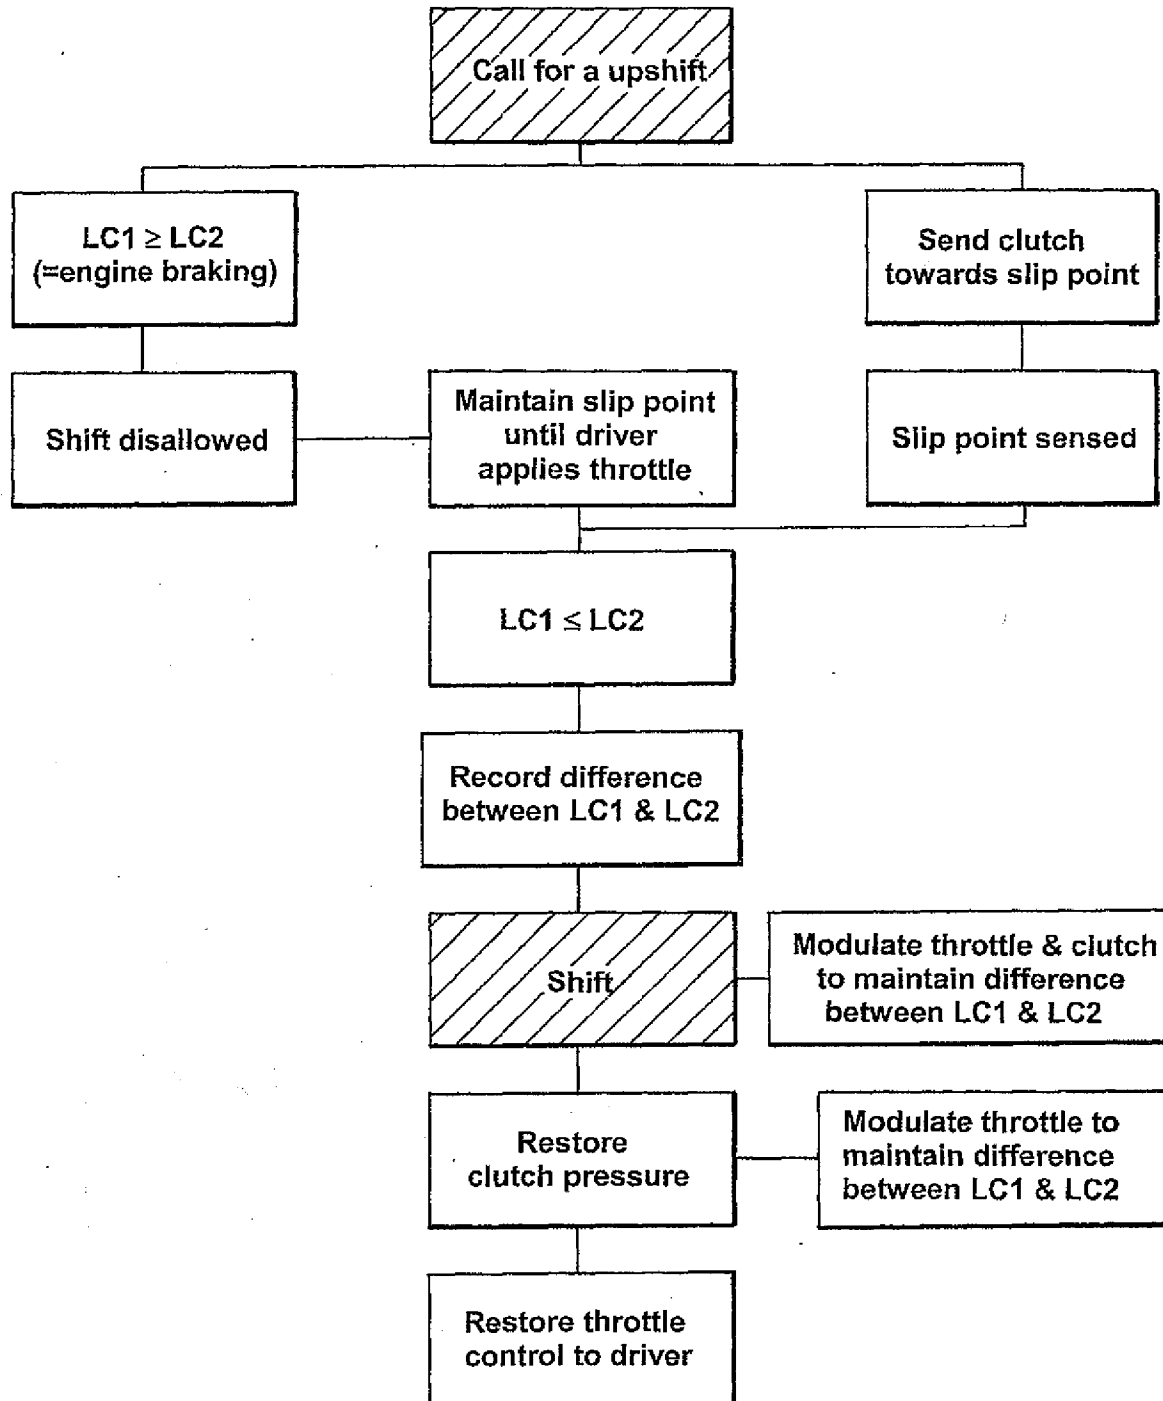 Call for a upshift
LC1 ≥ LC2
(=engine braking)
Send clutch
towards slip point
Shift disallowed
Maintain slip point
until driver
applies throttle
Slip point sensed
LC1 ≤ LC2
Record difference
between LC1 & LC2
Shift
Modulate throttle & clutch
to maintain difference
between LC1 & LC2
Restore
clutch pressure
Modulate throttle to
maintain difference
between LC1 & LC2
Restore throttle
control to driver